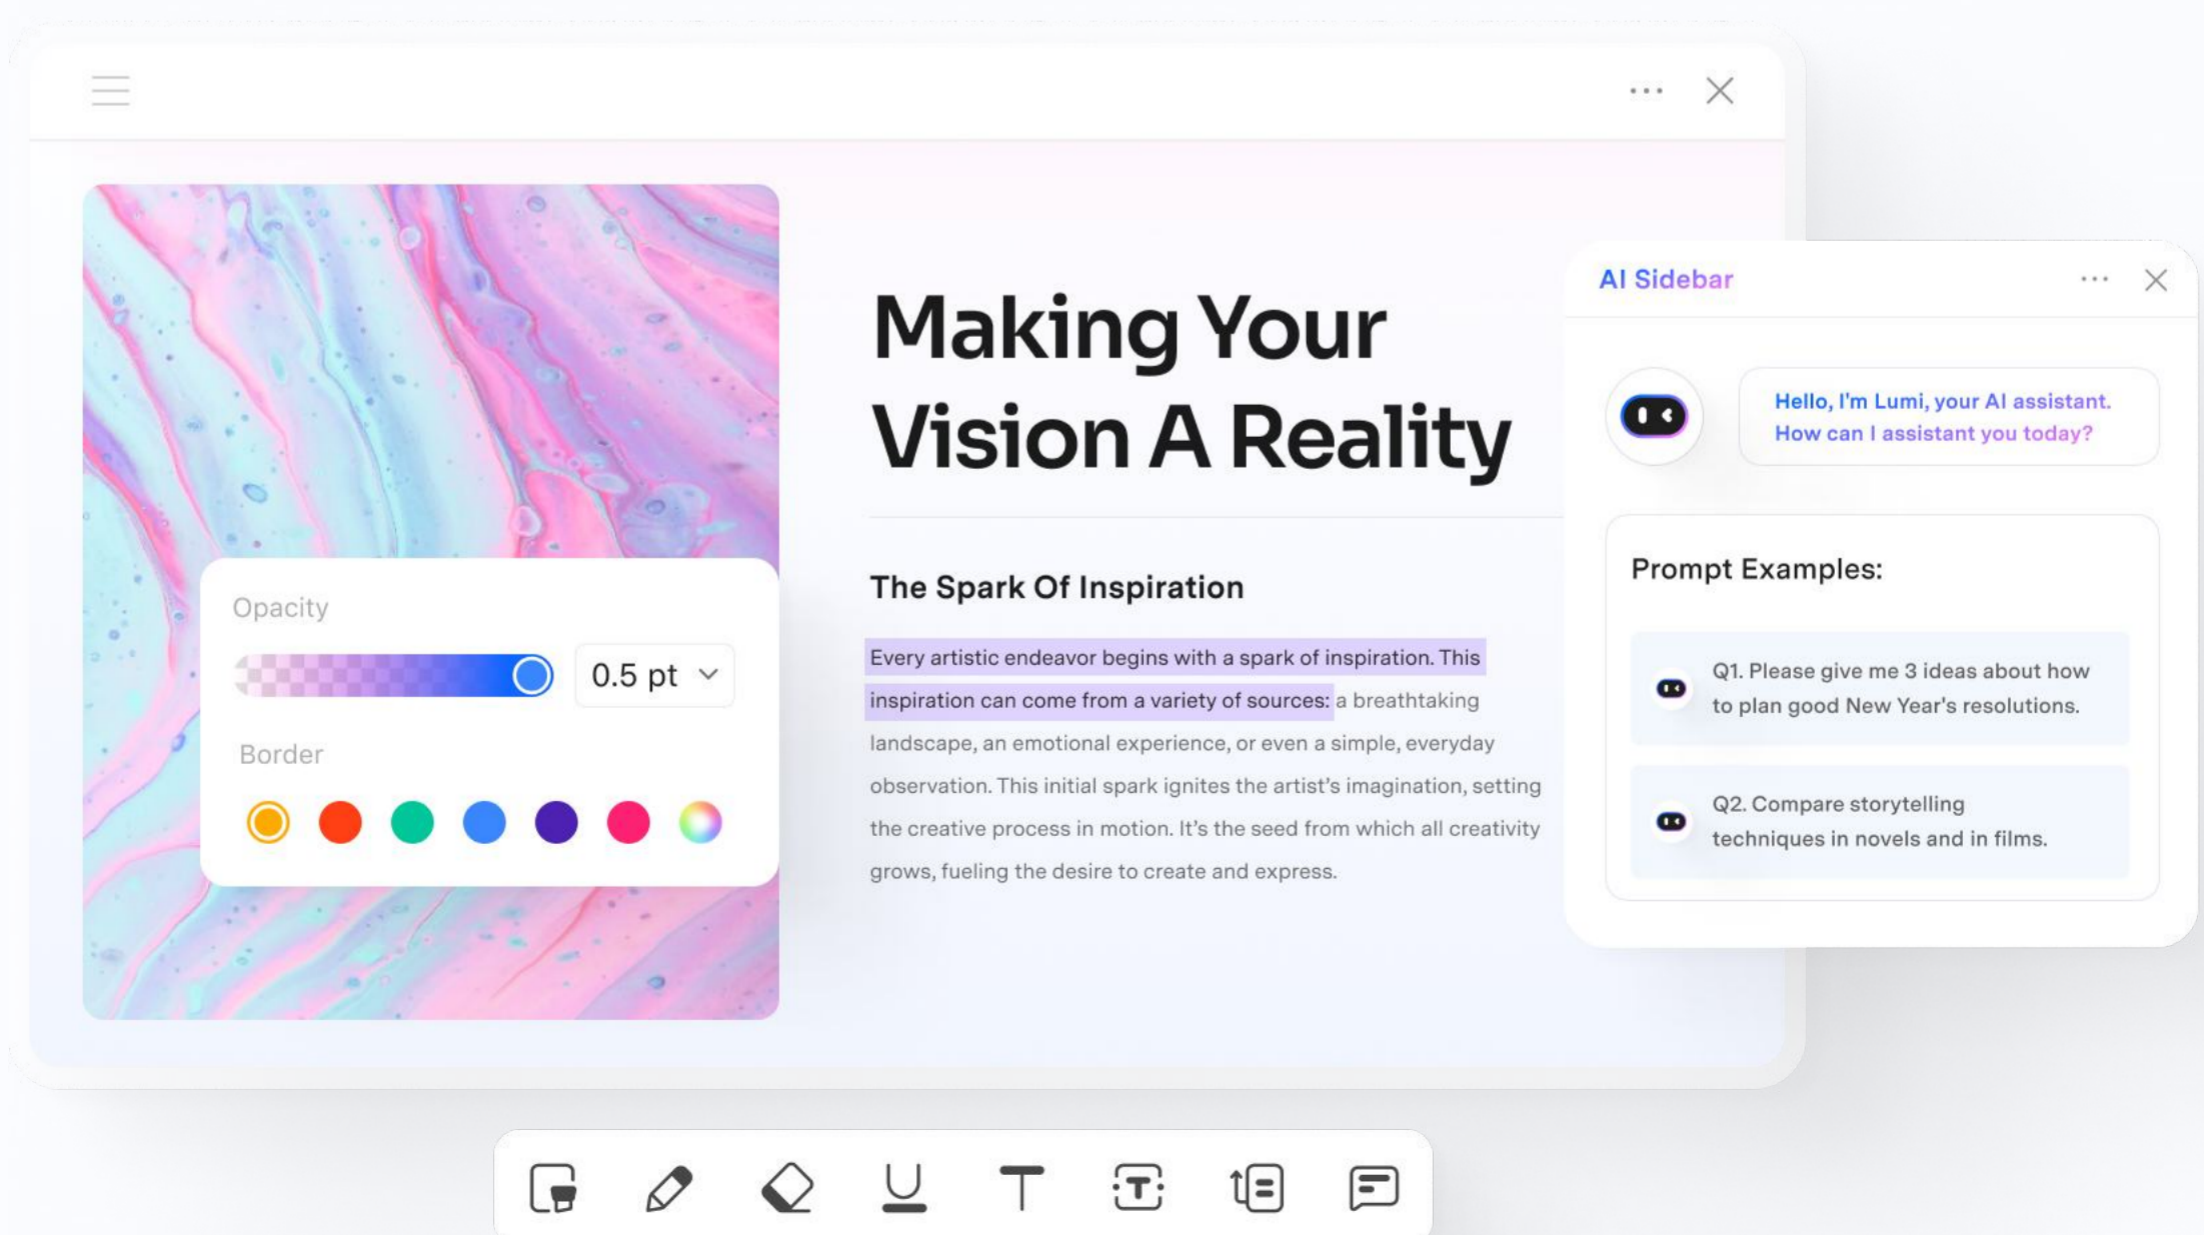 Making Your
Vision A Reality
The Spark Of Inspiration
Every artistic endeavor begins with a spark of inspiration. This
inspiration can come from a variety of sources: a breathtaking
landscape, an emotional experience, or even a simple, everyday
observation. This initial spark ignites the artist’s imagination, setting
the creative process in motion. It’s the seed from which all creativity
grows, fueling the desire to create and express.
Opacity
0.5 pt
Border
AI Sidebar
Hello, I'm Lumi, your AI assistant.
How can I assistant you today?
Prompt Examples:
Q1. Please give me 3 ideas about how
to plan good New Year's resolutions.
Q2. Compare storytelling
techniques in novels and in films.